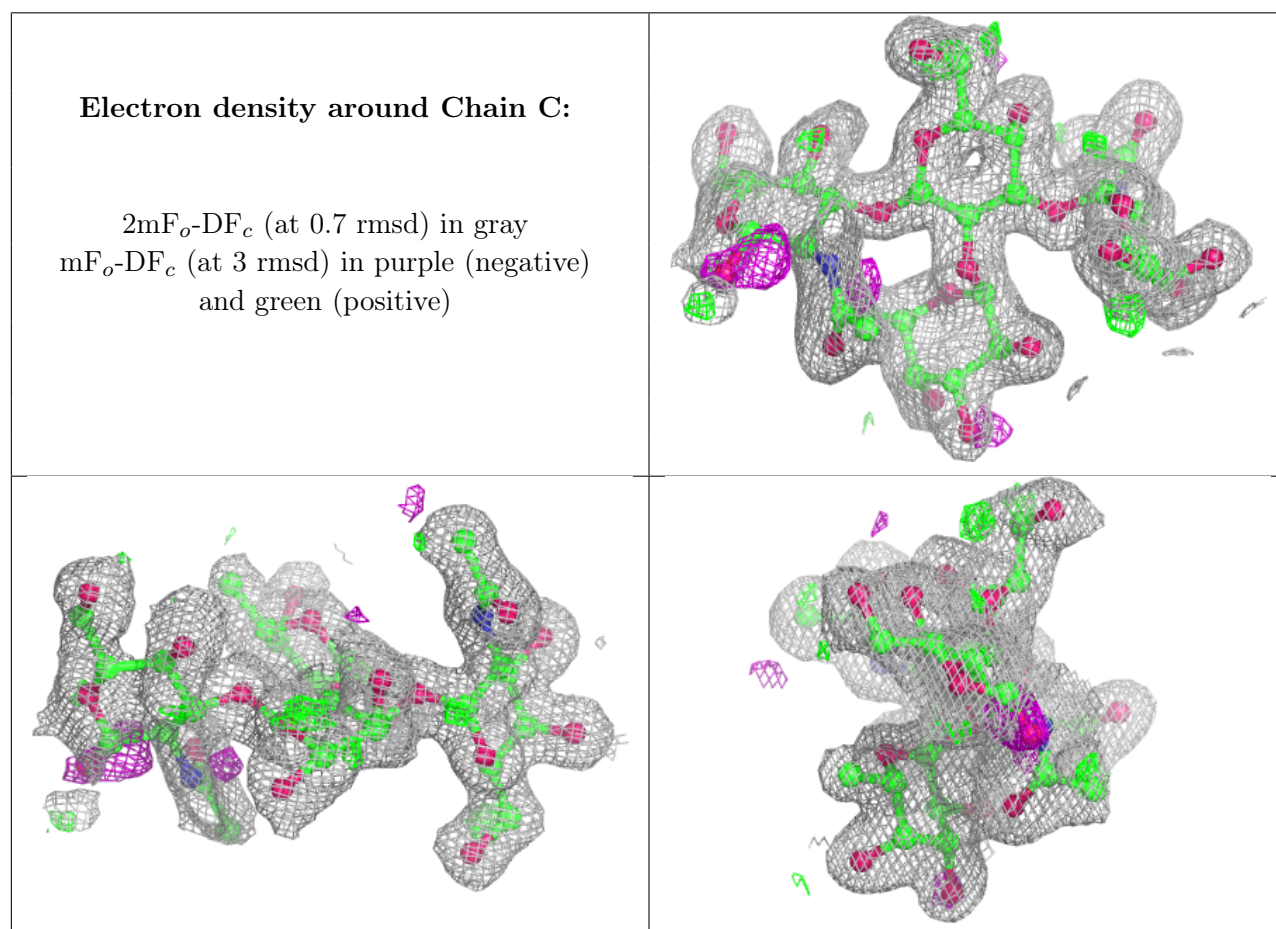 Electron density around Chain C:
2mFₒ-DF𝒸 (at 0.7 rmsd) in gray
mFₒ-DF𝒸 (at 3 rmsd) in purple (negative)
and green (positive)